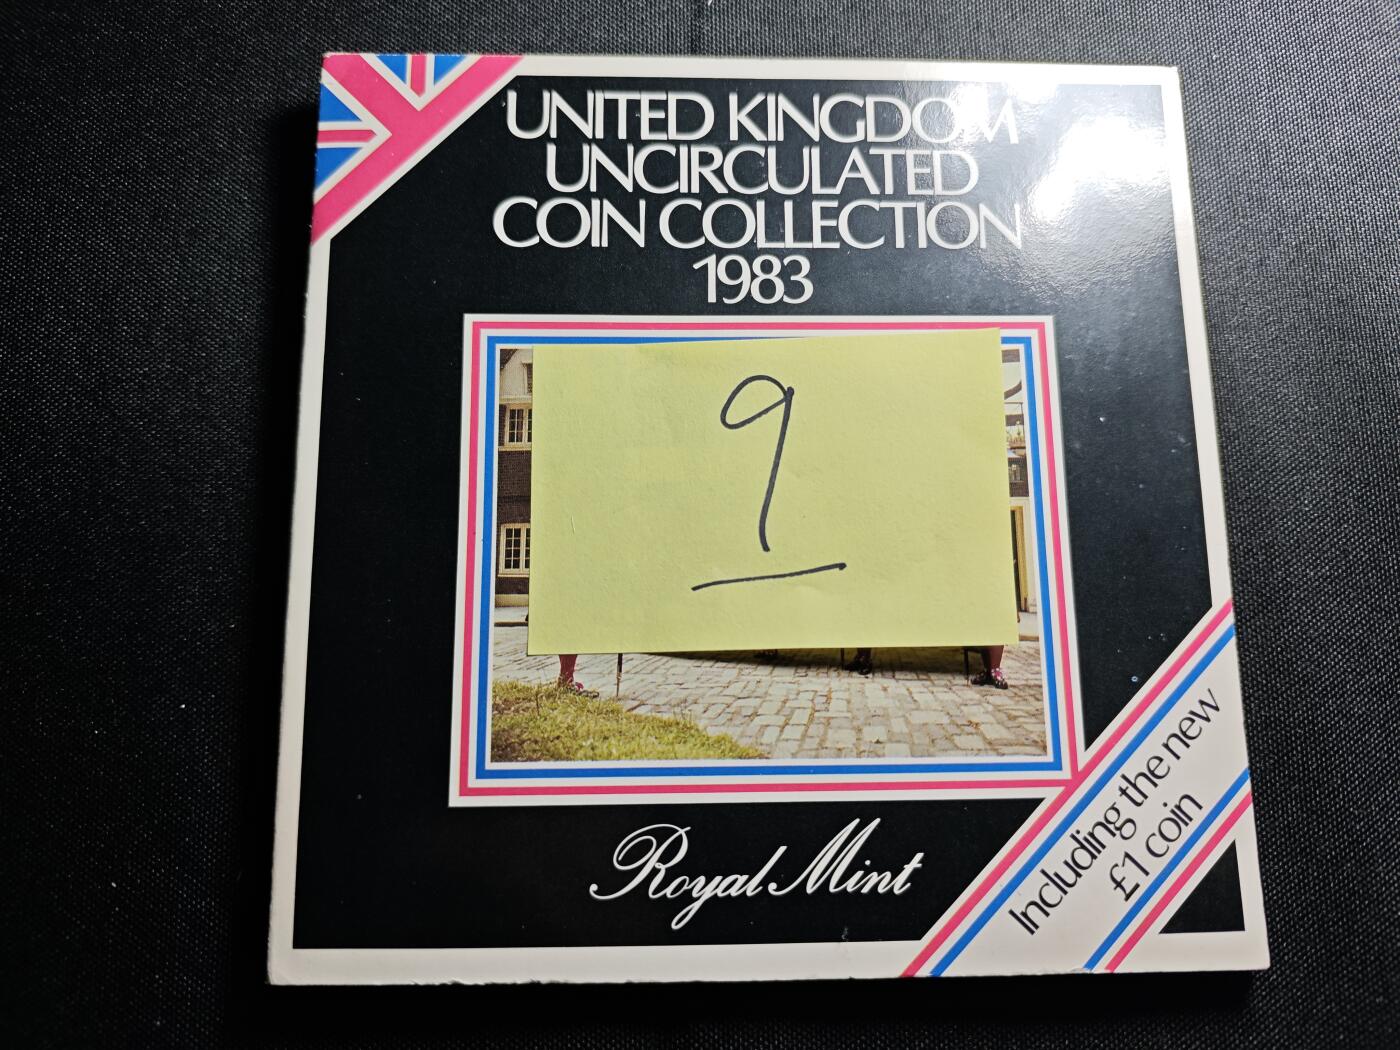 UNITED KINGDOM
UNCIRCULATED
COIN COLLECTION
1983
9
Royal Mint
Including the new
£1 coin